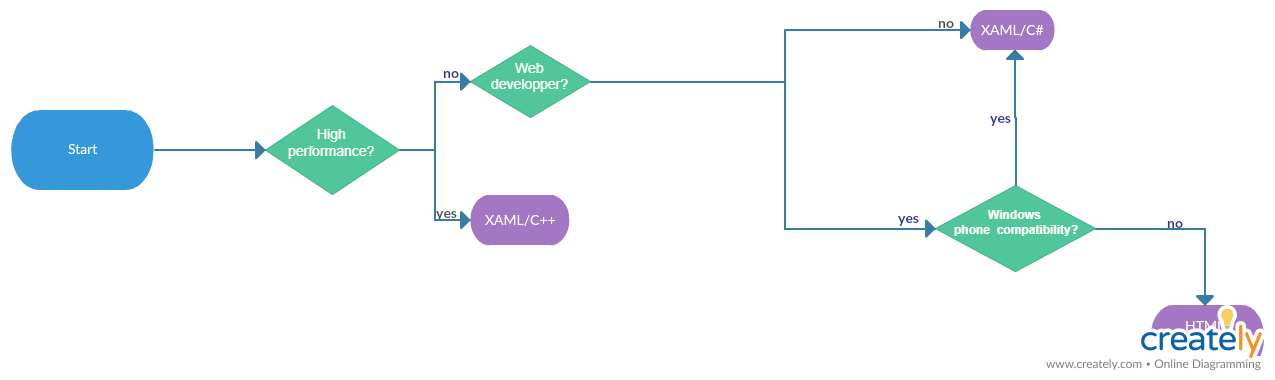 Start
High
performance?
no
Web
developper?
yes
XAML/C++
no
XAML/C#
yes
yes
Windows
phone compatibility?
no
creately
www.creately.com • Online Diagramming